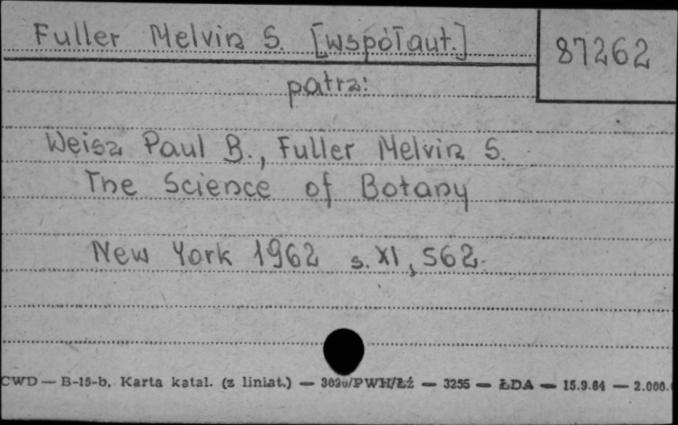 Fuller Melvin S. [współaut.]
87262
patrz:
Weisz Paul B., Fuller Melvin S.
The Science of Botany
New York 1962 s. XI, 562.
CWD — B-15-b, Karta katal. (z liniat.) — /PWH/Łź — 3255 — ŁDA — 15.9.64 — 2.000.